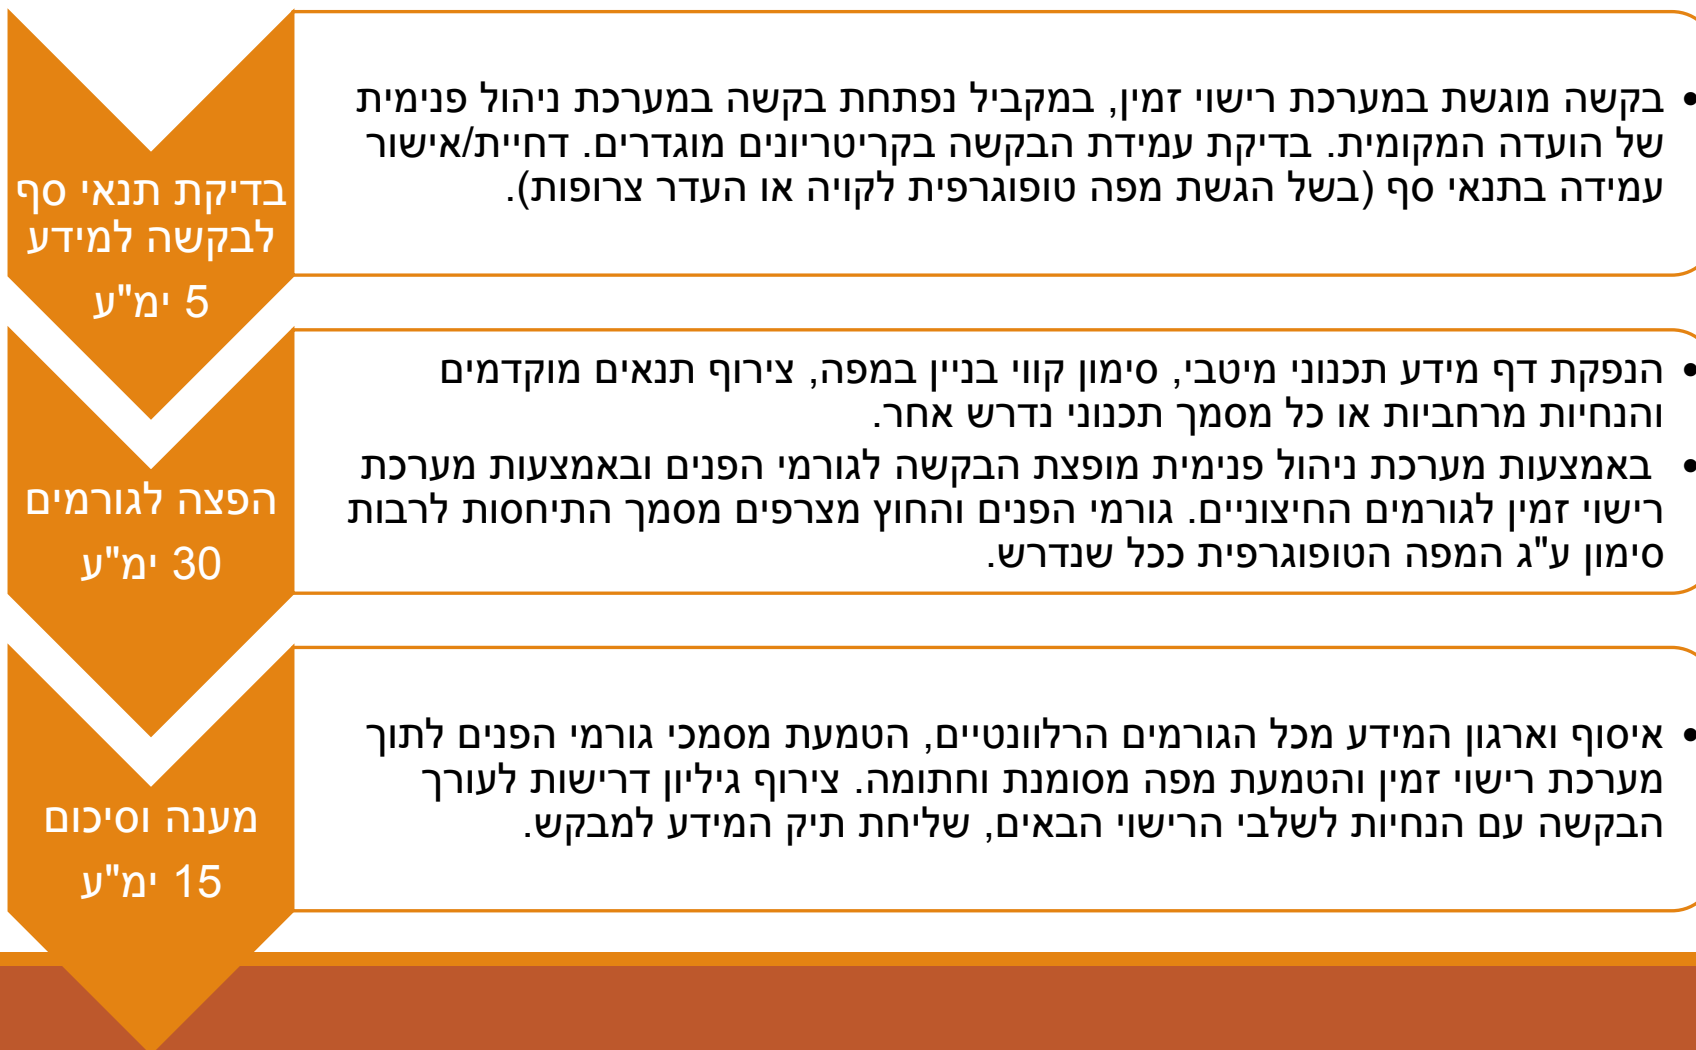 בדיקת תנאי סף
לבקשה למידע
5 ימ"ע
• בקשה מוגשת במערכת רישוי זמין, במקביל נפתחת בקשה במערכת ניהול פנימית
של הועדה המקומית. בדיקת עמידת הבקשה בקריטריונים מוגדרים. דחיית/אישור
עמידה בתנאי סף (בשל הגשת מפה טופוגרפית לקויה או העדר צרופות).
הפצה לגורמים
30 ימ"ע
• הנפקת דף מידע תכנוני מיטבי, סימון קווי בניין במפה, צירוף תנאים מוקדמים
והנחיות מרחביות או כל מסמך תכנוני נדרש אחר.
• באמצעות מערכת ניהול פנימית מופצת הבקשה לגורמי הפנים ובאמצעות מערכת
רישוי זמין לגורמים החיצוניים. גורמי הפנים והחוץ מצרפים מסמך התיחסות לרבות
סימון ע"ג המפה הטופוגרפית ככל שנדרש.
מענה וסיכום
15 ימ"ע
• איסוף וארגון המידע מכל הגורמים הרלוונטיים, הטמעת מסמכי גורמי הפנים לתוך
מערכת רישוי זמין והטמעת מפה מסומנת וחתומה. צירוף גיליון דרישות לעורך
הבקשה עם הנחיות לשלבי הרישוי הבאים, שליחת תיק המידע למבקש.